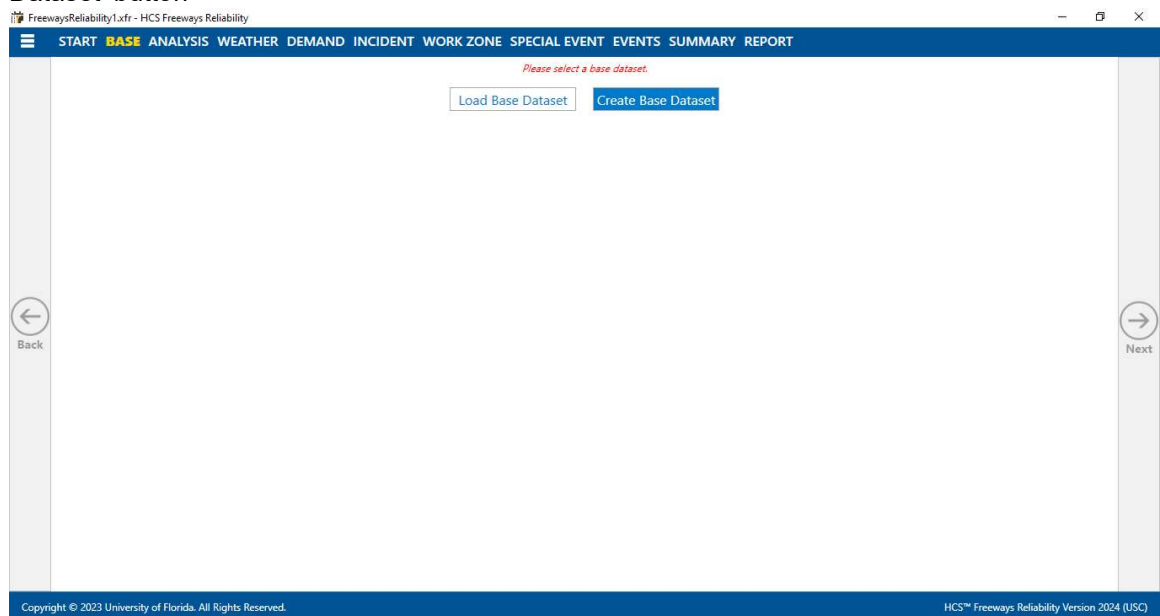 FreewaysReliability1.xfr - HCS Freeways Reliability
START BASE ANALYSIS WEATHER DEMAND INCIDENT WORK ZONE SPECIAL EVENT EVENTS SUMMARY REPORT
Please select a base dataset.
Load Base Dataset Create Base Dataset
Back
Next
Copyright © 2023 University of Florida. All Rights Reserved. HCS™ Freeways Reliability Version 2024 (USC)